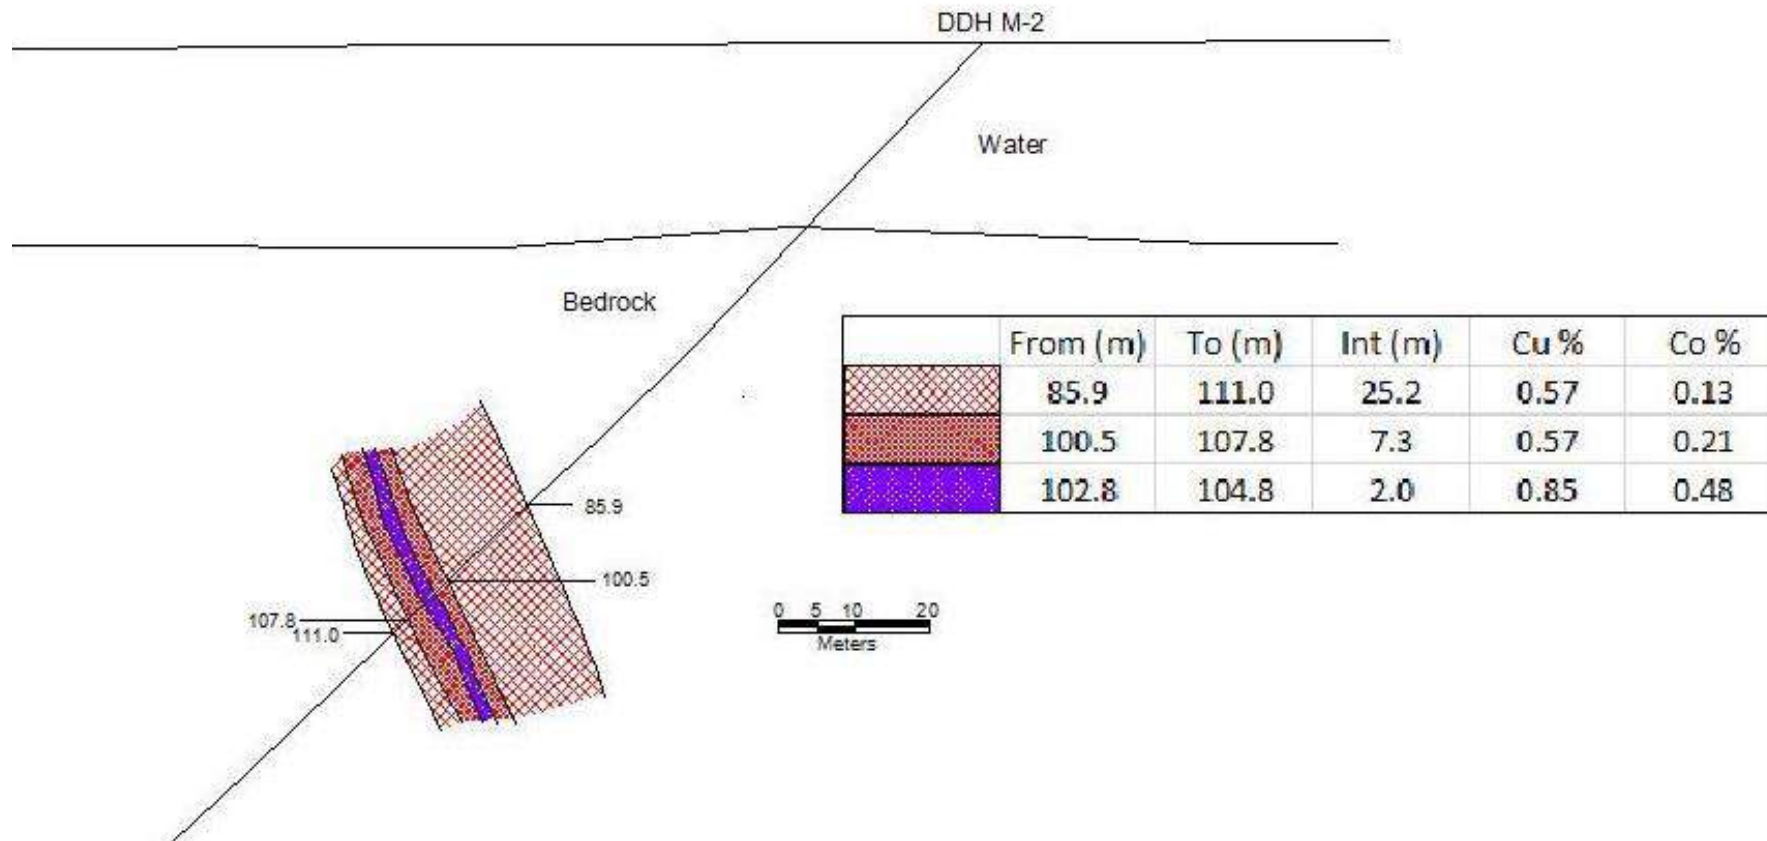 DDH M-2
Water
Bedrock
From (m) To (m) Int (m) Cu % Co %
85.9 111.0 25.2 0.57 0.13
100.5 107.8 7.3 0.57 0.21
102.8 104.8 2.0 0.85 0.48
85.9
100.5
107.8
111.0
0 5 10 20
Meters